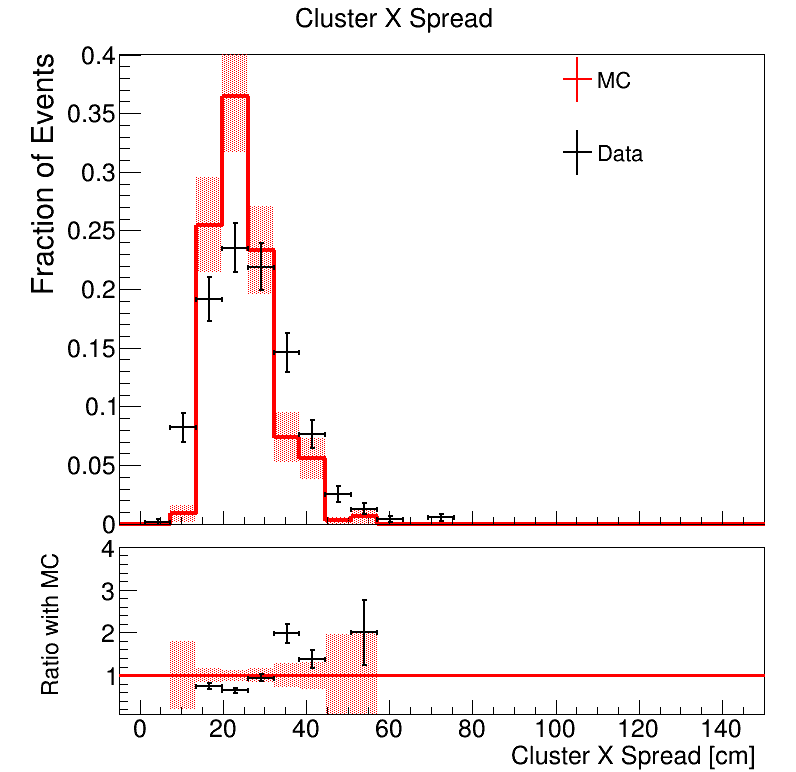 Cluster X Spread
Fraction of Events
0.4
0.35
0.3
0.25
0.2
0.15
0.1
0.05
0
MC
Data
Ratio with MC
4
3
2
1
0 20 40 60 80 100 120 140
Cluster X Spread [cm]